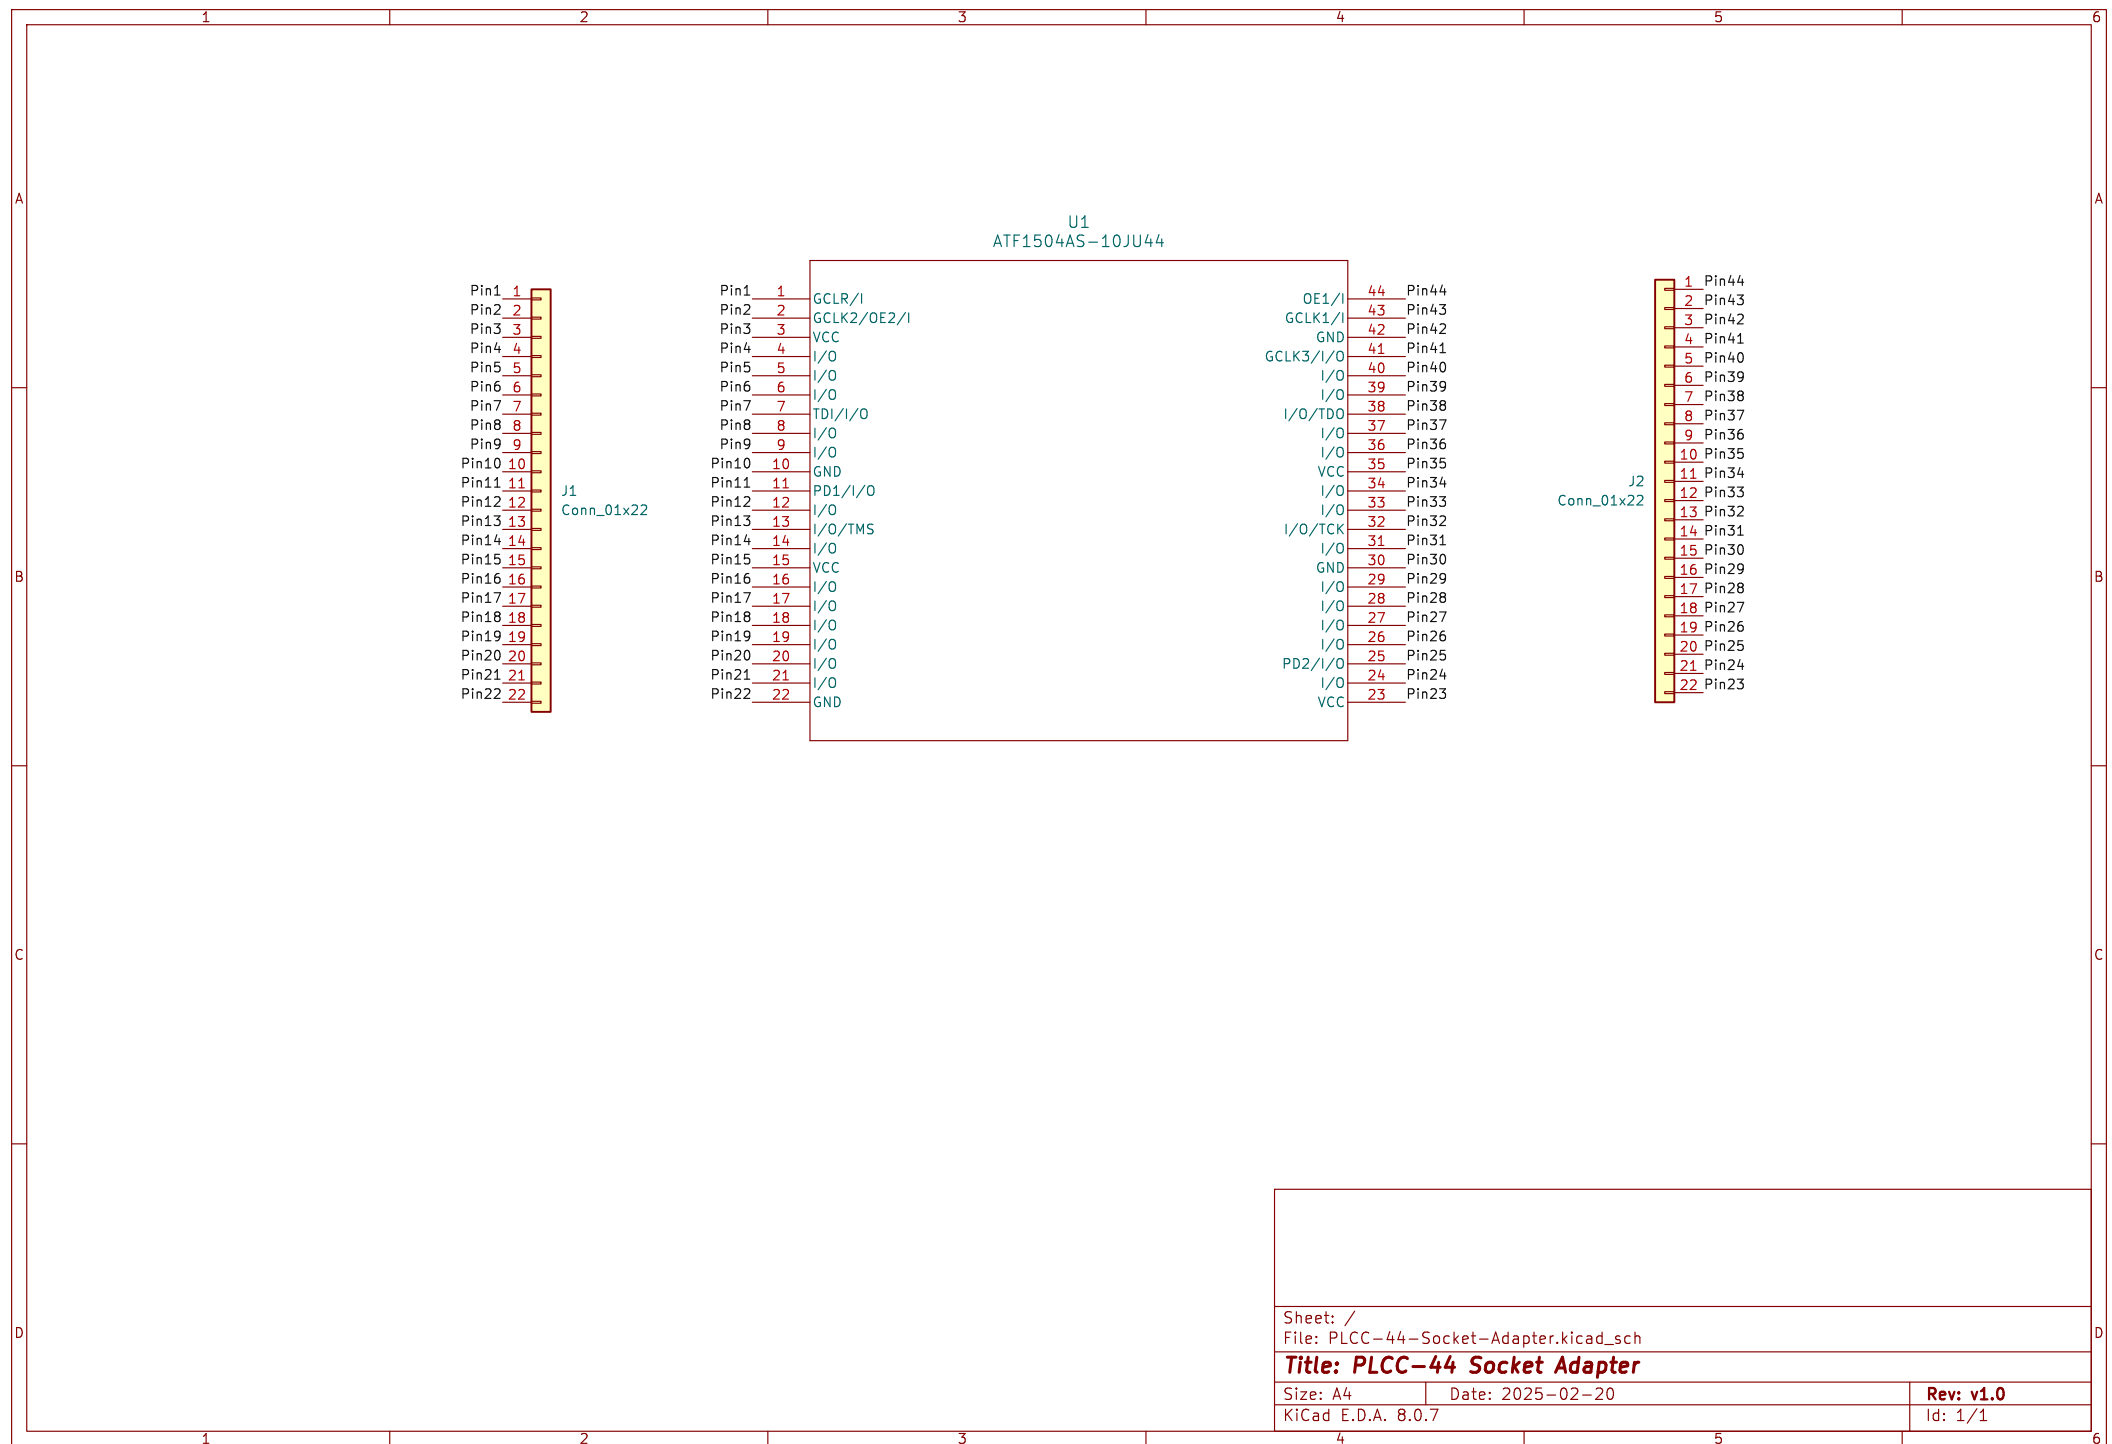 1 2 3 4 5 6
A A
U1
ATF1504AS-10JU44
Pin1 1
Pin2 2
Pin3 3
Pin4 4
Pin5 5
Pin6 6
Pin7 7
Pin8 8
Pin9 9
Pin10 10
Pin11 11
Pin12 12
Pin13 13
Pin14 14
Pin15 15
Pin16 16
Pin17 17
Pin18 18
Pin19 19
Pin20 20
Pin21 21
Pin22 22
J1
Conn_01x22
Pin1 1 GCLR/I
Pin2 2 GCLK2/OE2/I
Pin3 3 VCC
Pin4 4 I/O
Pin5 5 I/O
Pin6 6 I/O
Pin7 7 TDI/I/O
Pin8 8 I/O
Pin9 9 I/O
Pin10 10 GND
Pin11 11 PD1/I/O
Pin12 12 I/O
Pin13 13 I/O/TMS
Pin14 14 I/O
Pin15 15 VCC
Pin16 16 I/O
Pin17 17 I/O
Pin18 18 I/O
Pin19 19 I/O
Pin20 20 I/O
Pin21 21 I/O
Pin22 22 GND
OE1/I 44 Pin44
GCLK1/I 43 Pin43
GND 42 Pin42
GCLK3/I/O 41 Pin41
I/O 40 Pin40
I/O 39 Pin39
I/O/TDO 38 Pin38
I/O 37 Pin37
I/O 36 Pin36
VCC 35 Pin35
I/O 34 Pin34
I/O 33 Pin33
I/O/TCK 32 Pin32
I/O 31 Pin31
GND 30 Pin30
I/O 29 Pin29
I/O 28 Pin28
I/O 27 Pin27
I/O 26 Pin26
PD2/I/O 25 Pin25
I/O 24 Pin24
VCC 23 Pin23
J2
Conn_01x22
1 Pin44
2 Pin43
3 Pin42
4 Pin41
5 Pin40
6 Pin39
7 Pin38
8 Pin37
9 Pin36
10 Pin35
11 Pin34
12 Pin33
13 Pin32
14 Pin31
15 Pin30
16 Pin29
17 Pin28
18 Pin27
19 Pin26
20 Pin25
21 Pin24
22 Pin23
B B
C C
D D
Sheet: /
File: PLCC-44-Socket-Adapter.kicad_sch
Title: PLCC-44 Socket Adapter
Size: A4 Date: 2025-02-20 Rev: v1.0
KiCad E.D.A. 8.0.7 Id: 1/1
1 2 3 4 5 6